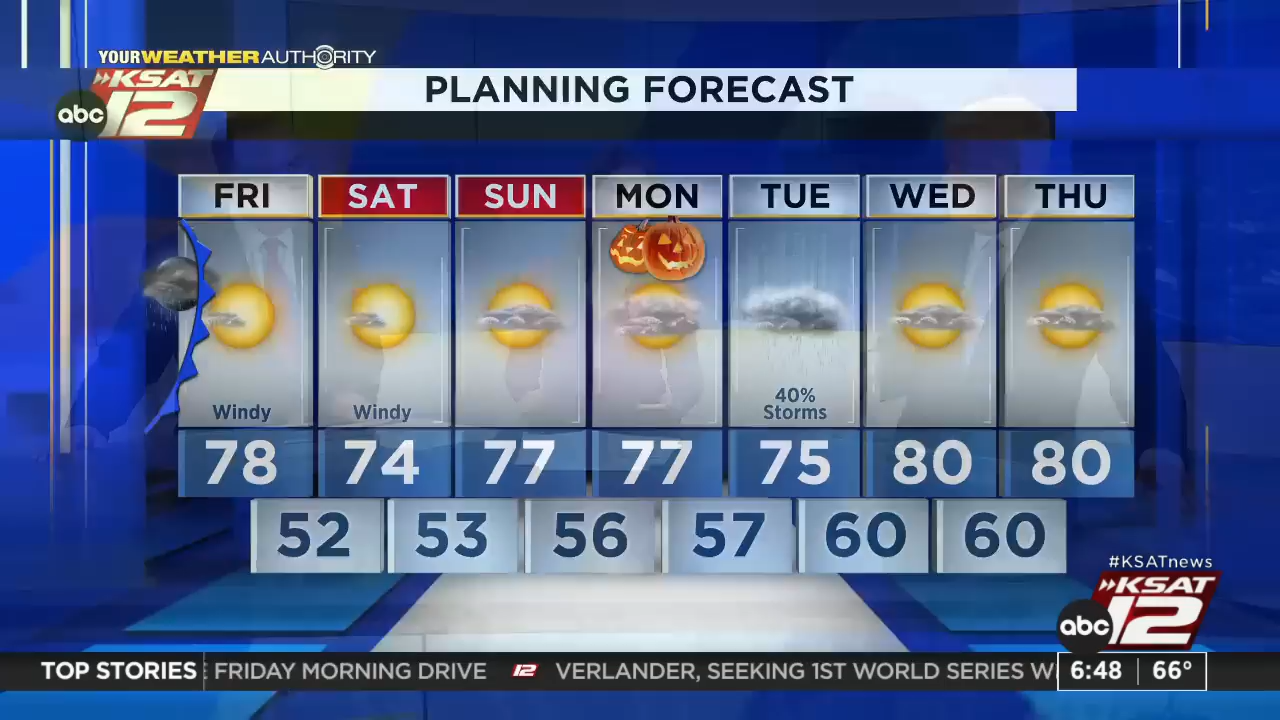 YOURWEATHERAUTHORITY
KSAT
abc 12
PLANNING FORECAST
FRI SAT SUN MON TUE WED THU
40%
Windy Windy Storms
78 74 77 77 75 80 80
52 53 56 57 60 60
#KSATnews
KSAT
abc 12
TOP STORIES FRIDAY MORNING DRIVE 12 VERLANDER, SEEKING 1ST WORLD SERIES W 6:48 66°